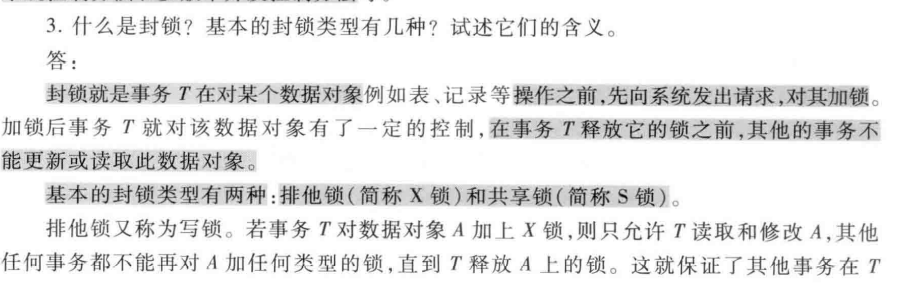 3. 什么是封锁？基本的封锁类型有几种？试述它们的含义。
答：
封锁就是事务 T 在对某个数据对象例如表、记录等操作之前,先向系统发出请求,对其加锁。
加锁后事务 T 就对该数据对象有了一定的控制,在事务 T 释放它的锁之前,其他的事务不
能更新或读取此数据对象。
基本的封锁类型有两种:排他锁(简称 X 锁)和共享锁(简称 S 锁)。
排他锁又称为写锁。若事务 T 对数据对象 A 加上 X 锁,则只允许 T 读取和修改 A,其他
任何事务都不能再对 A 加任何类型的锁,直到 T 释放 A 上的锁。这就保证了其他事务在 T